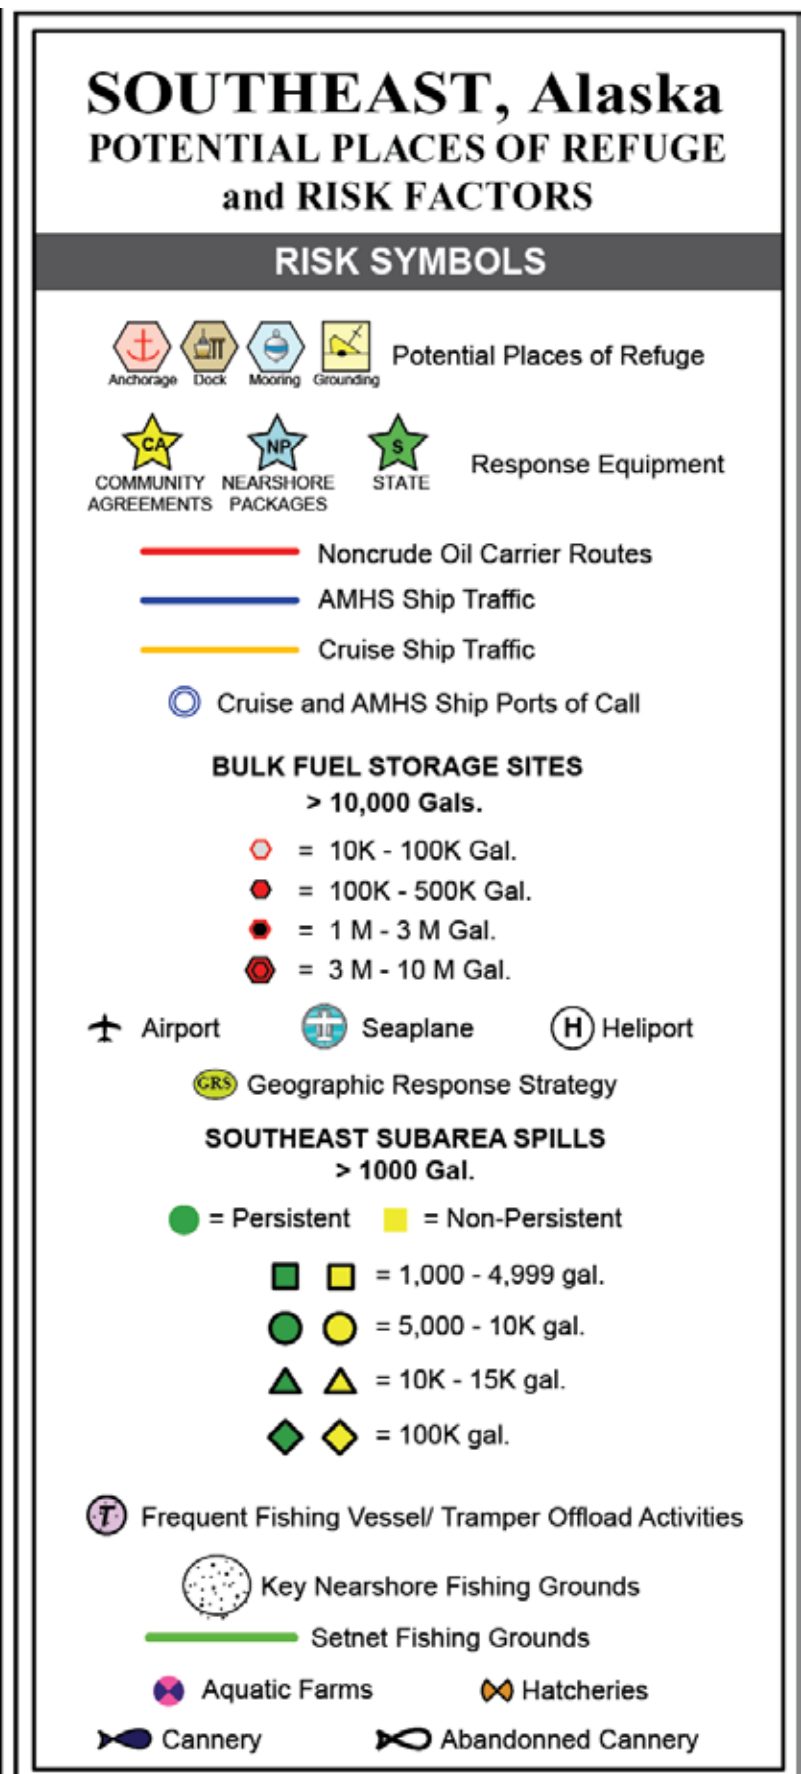 SOUTHEAST, Alaska
POTENTIAL PLACES OF REFUGE
and RISK FACTORS
RISK SYMBOLS
Anchorage Dock Mooring Grounding Potential Places of Refuge
CA NP S
COMMUNITY AGREEMENTS NEARSHORE PACKAGES STATE Response Equipment
Noncrude Oil Carrier Routes
AMHS Ship Traffic
Cruise Ship Traffic
Cruise and AMHS Ship Ports of Call
BULK FUEL STORAGE SITES
> 10,000 Gals.
= 10K - 100K Gal.
= 100K - 500K Gal.
= 1 M - 3 M Gal.
= 3 M - 10 M Gal.
Airport Seaplane H Heliport
GRS Geographic Response Strategy
SOUTHEAST SUBAREA SPILLS
> 1000 Gal.
= Persistent = Non-Persistent
= 1,000 - 4,999 gal.
= 5,000 - 10K gal.
= 10K - 15K gal.
= 100K gal.
T Frequent Fishing Vessel/ Tramper Offload Activities
Key Nearshore Fishing Grounds
Setnet Fishing Grounds
Aquatic Farms Hatcheries
Cannery Abandonned Cannery